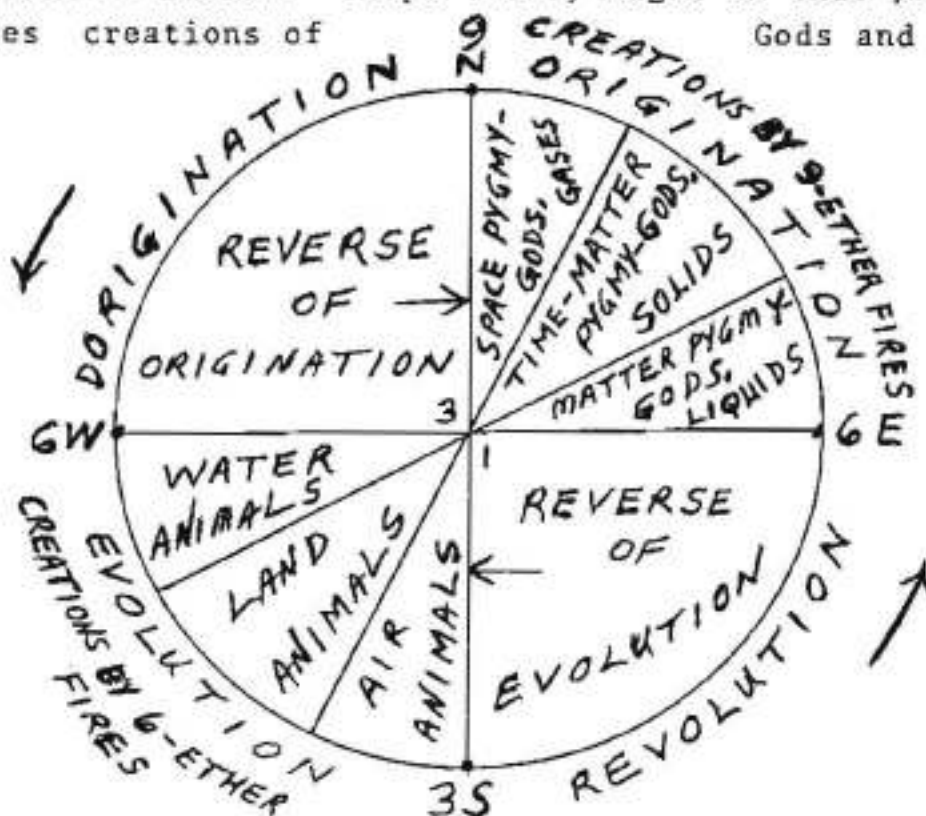 es creations of
Gods and
9
N
CREATIONS BY 9-ETHER FIRES
ORIGINATION
DORIGINATION
REVERSE
OF
ORIGINATION
SPACE PYGMY-
GODS.
GASES
TIME-MATTER
PYGMY-GODS.
SOLIDS
MATTER PYGMY
GODS.
LIQUIDS
6W
3
1
6E
WATER
ANIMALS
LAND
ANIMALS
AIR
ANIMALS
REVERSE
OF
EVOLUTION
EVOLUTION
CREATIONS BY 6-ETHER
FIRES
REVOLUTION
3S